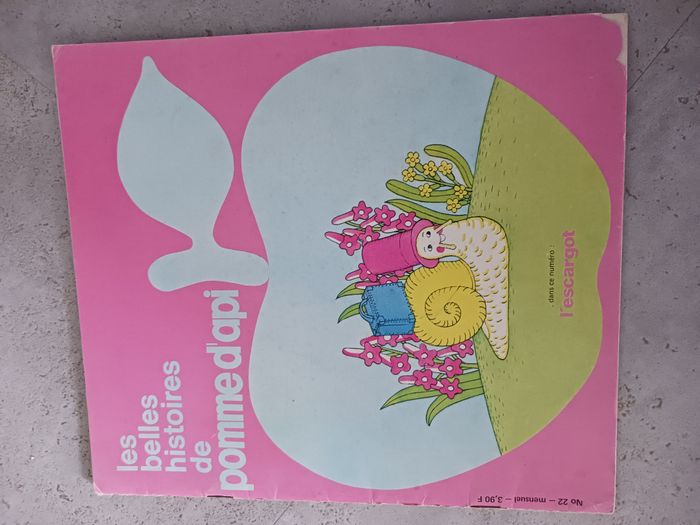 les
belles
histoires
de
pomme d'api
dans ce numéro :
l'escargot
No 22 – mensuel – 3,90 F